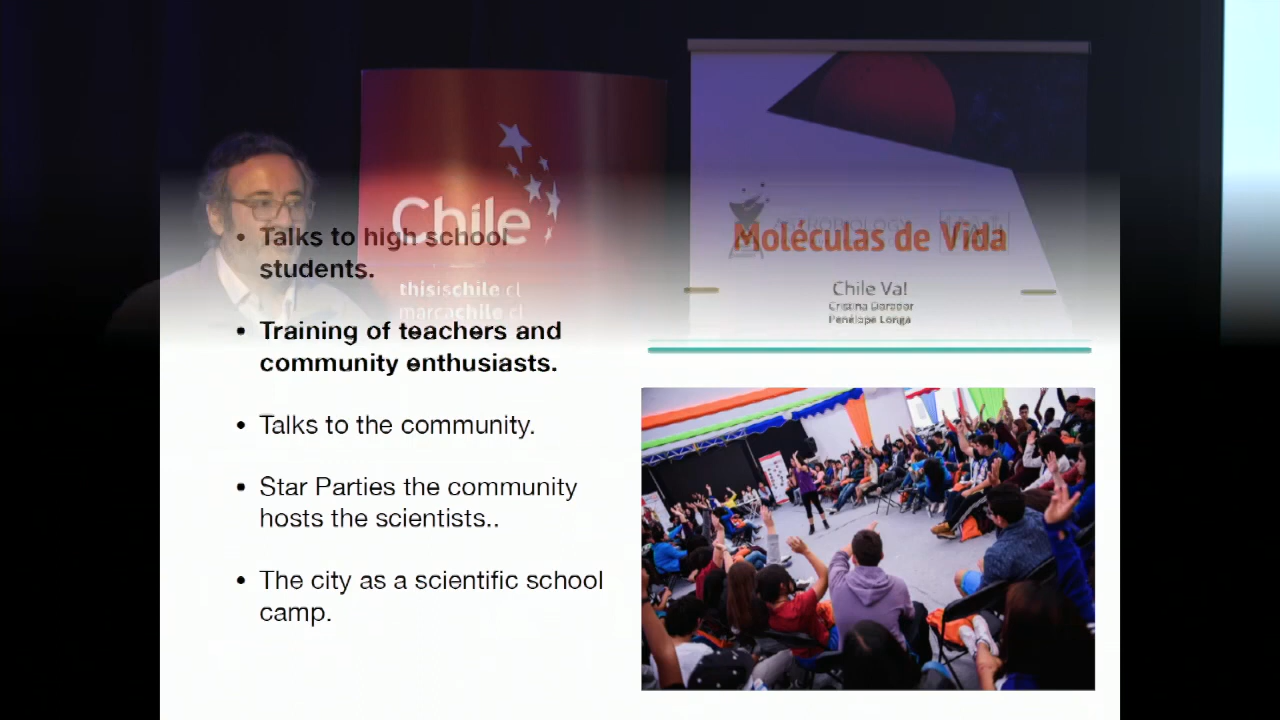 Chile
thisischile.cl
marcachile.cl
Moléculas de Vida
Chile Va!
Cristina Dorador
Penélope Longa
• Talks to high school
students.
• Training of teachers and
community enthusiasts.
• Talks to the community.
• Star Parties the community
hosts the scientists..
• The city as a scientific school
camp.